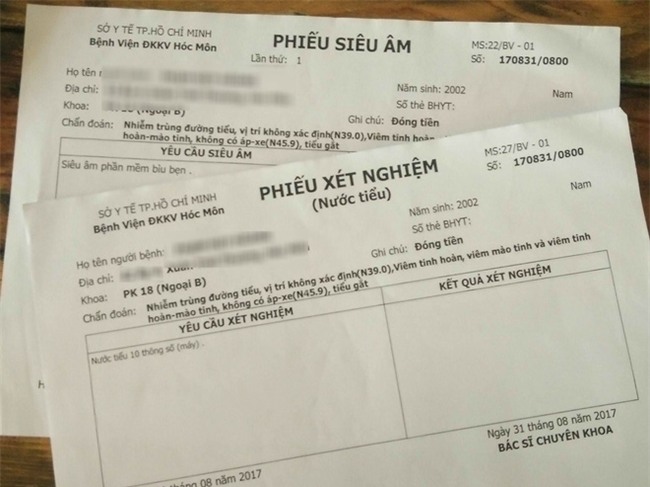 SỞ Y TẾ TP.HỒ CHÍ MINH
Bệnh Viện ĐKKV Hóc Môn
PHIẾU SIÊU ÂM
Lần thứ: 1
MS:22/BV - 01
Số: 170831/0800
Họ tên
Năm sinh: 2002
Nam
Địa chỉ:
Số thẻ BHYT:
Khoa: 18 (Ngoại B)
Ghi chú: Đóng tiền
Chẩn đoán: Nhiễm trùng đường tiểu, vị trí không xác định(N39.0),Viêm tinh hoàn, viêm mào tinh và viêm tinh
hoàn-mào tinh, không có áp-xe(N45.9), tiểu gắt
YÊU CẦU SIÊU ÂM
Siêu âm phần mềm bìu bẹn .
SỞ Y TẾ TP.HỒ CHÍ MINH
Bệnh Viện ĐKKV Hóc Môn
PHIẾU XÉT NGHIỆM
(Nước tiểu)
MS:27/BV - 01
Số: 170831/0800
Họ tên người bệnh:
Năm sinh: 2002
Nam
Địa chỉ: Xuân
Số thẻ BHYT:
Khoa: PK 18 (Ngoại B)
Ghi chú: Đóng tiền
Chẩn đoán: Nhiễm trùng đường tiểu, vị trí không xác định(N39.0),Viêm tinh hoàn, viêm mào tinh và viêm tinh
hoàn-mào tinh, không có áp-xe(N45.9), tiểu gắt
YÊU CẦU XÉT NGHIỆM
KẾT QUẢ XÉT NGHIỆM
Nước tiểu 10 thông số (máy) .
Ngày 31 tháng 08 năm 2017
BÁC SĨ CHUYÊN KHOA
08 năm 2017